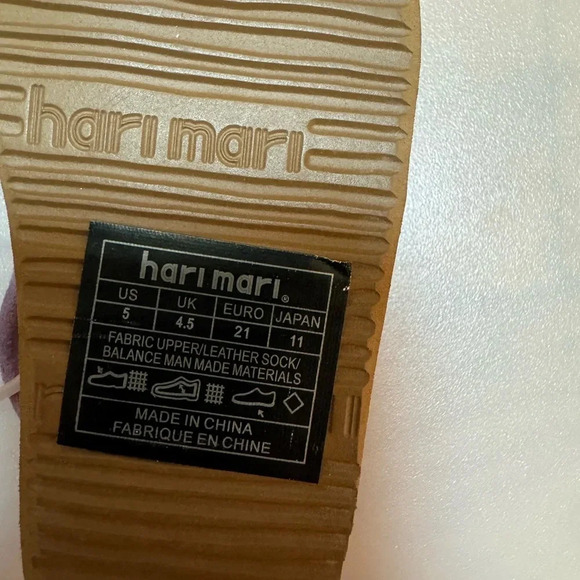 hari mari
hari mari®
US UK EURO JAPAN
5 4.5 21 11
FABRIC UPPER/LEATHER SOCK/
BALANCE MAN MADE MATERIALS
MADE IN CHINA
FABRIQUE EN CHINE